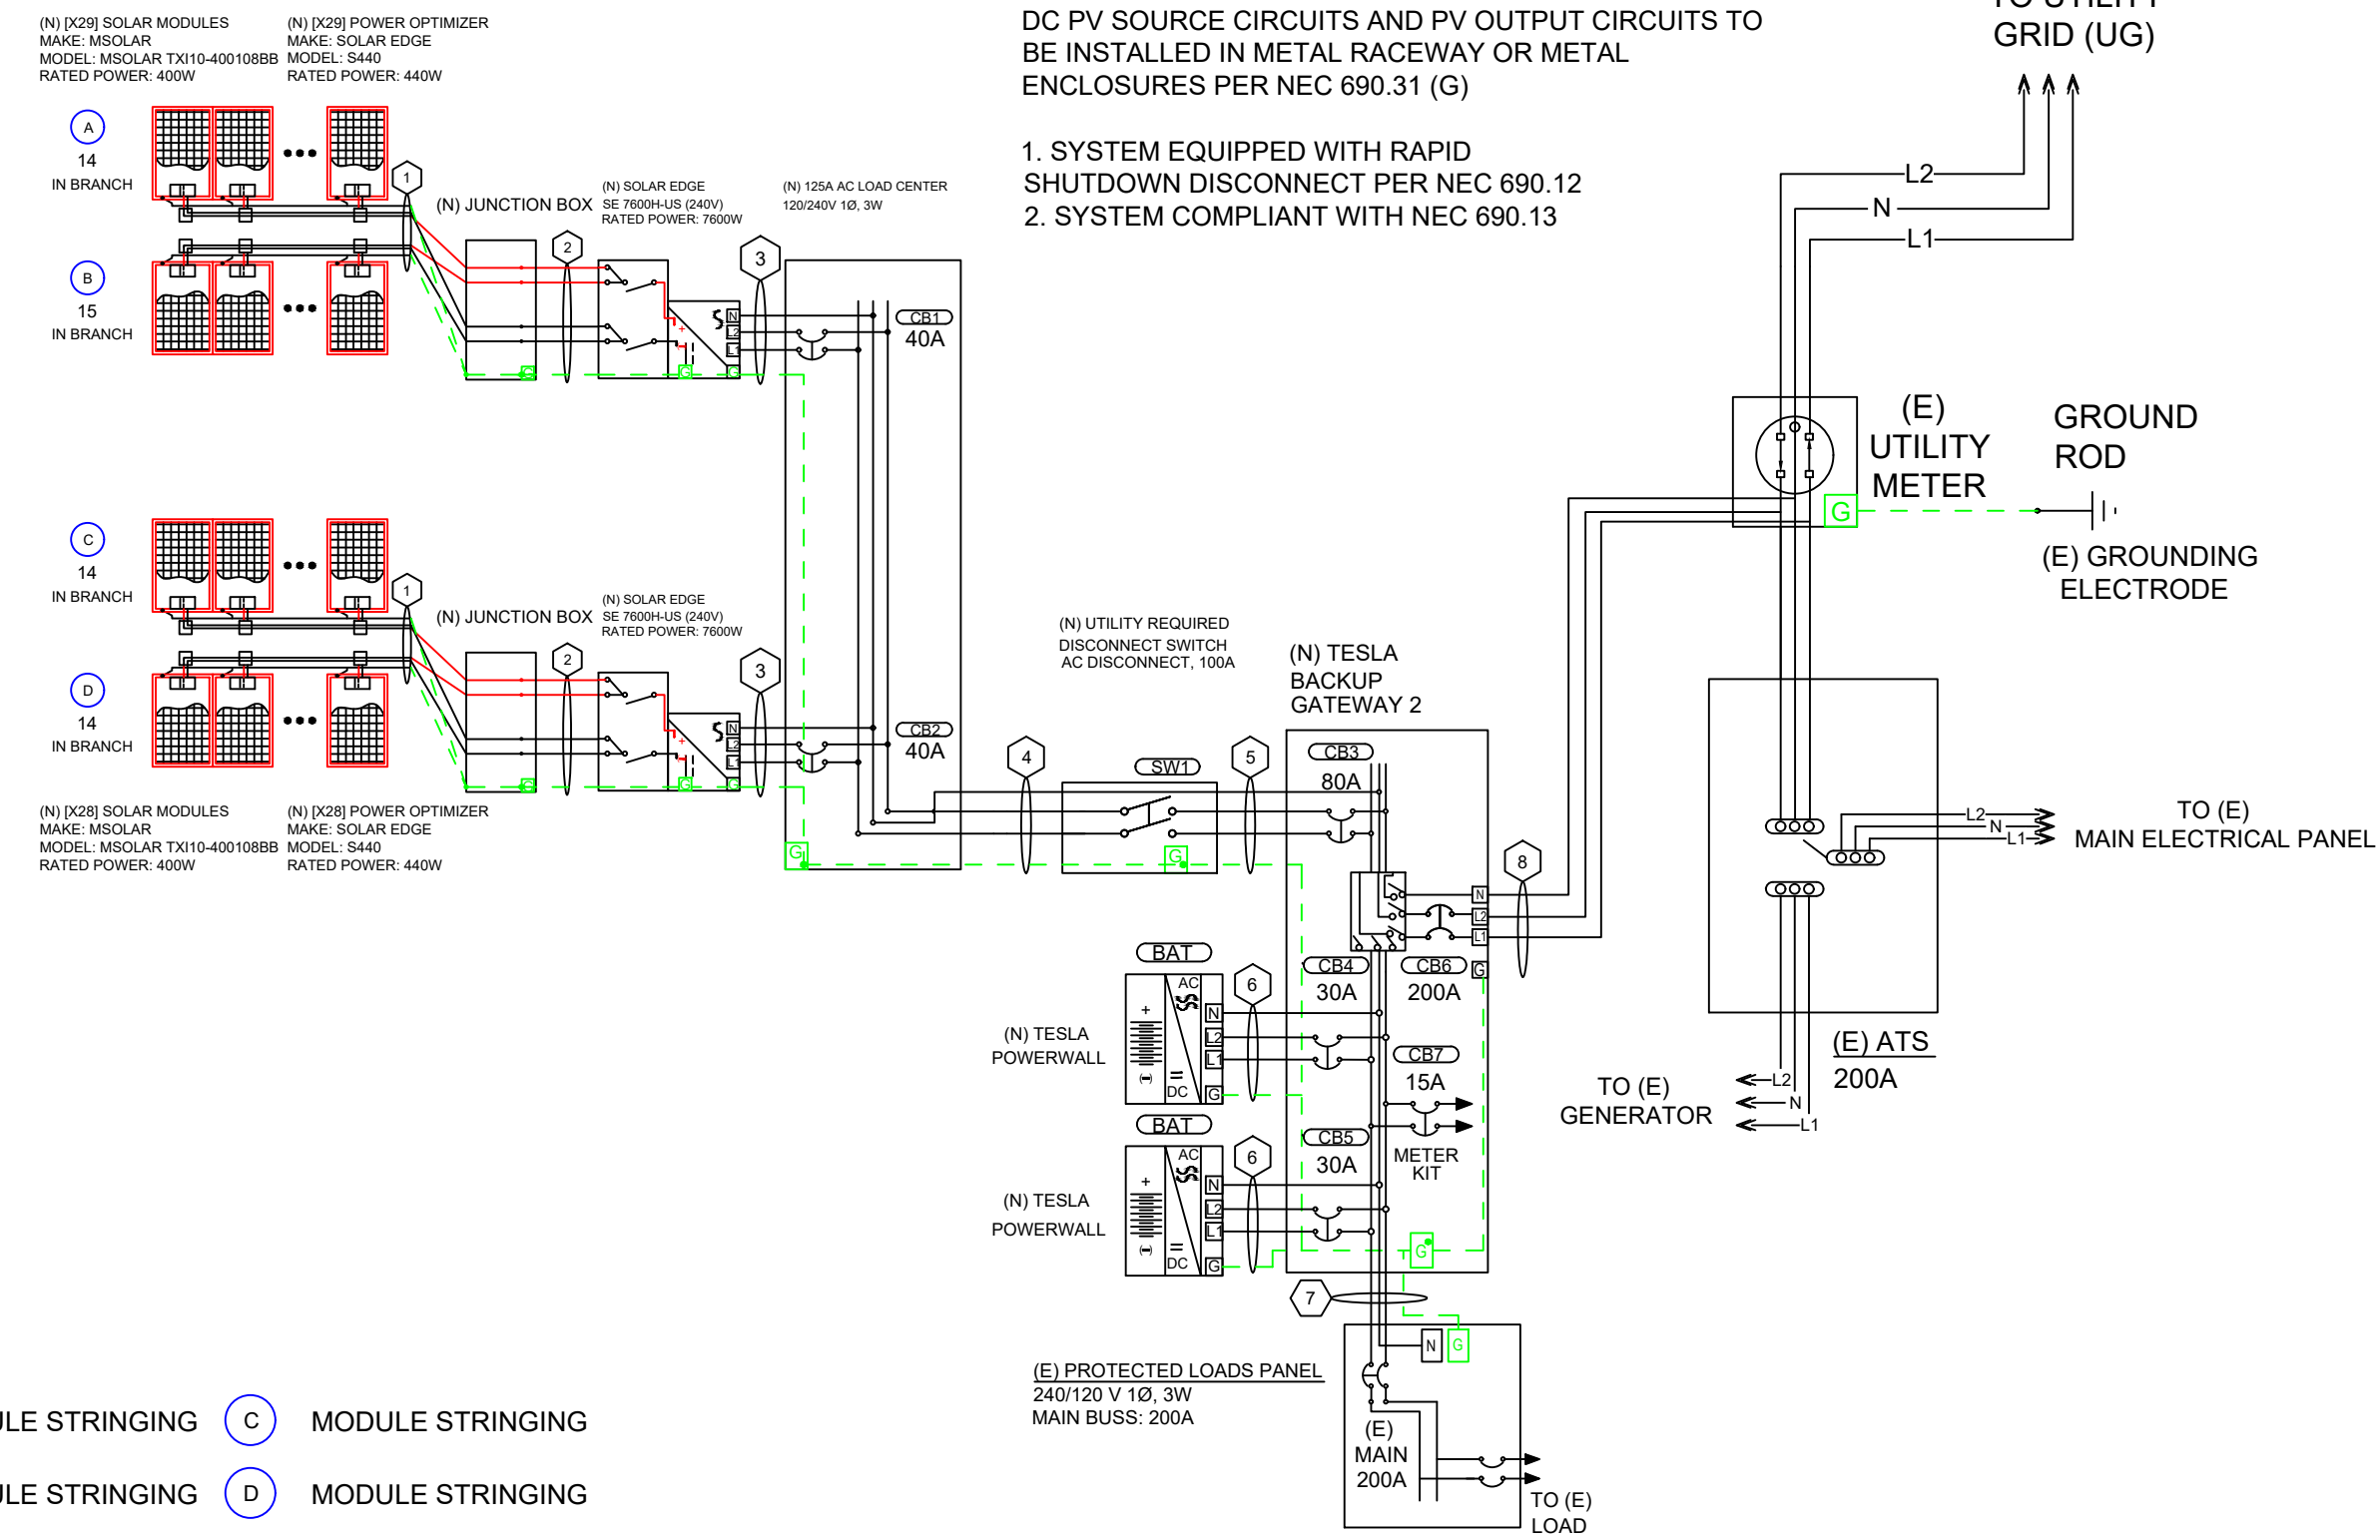 (N) [X29] SOLAR MODULES
MAKE: MSOLAR
MODEL: MSOLAR TXI10-400108BB
RATED POWER: 400W
(N) [X29] POWER OPTIMIZER
MAKE: SOLAR EDGE
MODEL: S440
RATED POWER: 440W
DC PV SOURCE CIRCUITS AND PV OUTPUT CIRCUITS TO
BE INSTALLED IN METAL RACEWAY OR METAL
ENCLOSURES PER NEC 690.31 (G)
1. SYSTEM EQUIPPED WITH RAPID
SHUTDOWN DISCONNECT PER NEC 690.12
2. SYSTEM COMPLIANT WITH NEC 690.13
TO UTILITY
GRID (UG)
L2
N
L1
A
14
IN BRANCH
B
15
IN BRANCH
1
(N) JUNCTION BOX
2
(N) SOLAR EDGE
SE 7600H-US (240V)
RATED POWER: 7600W
3
(N) 125A AC LOAD CENTER
120/240V 1Ø, 3W
+
N
L2
L1
G
G
G
CB1
40A
(E)
UTILITY
METER
G
GROUND
ROD
(E) GROUNDING
ELECTRODE
C
14
IN BRANCH
D
14
IN BRANCH
1
(N) JUNCTION BOX
2
(N) SOLAR EDGE
SE 7600H-US (240V)
RATED POWER: 7600W
3
+
N
L2
L1
G
G
G
CB2
40A
G
(N) [X28] SOLAR MODULES
MAKE: MSOLAR
MODEL: MSOLAR TXI10-400108BB
RATED POWER: 400W
(N) [X28] POWER OPTIMIZER
MAKE: SOLAR EDGE
MODEL: S440
RATED POWER: 440W
(N) UTILITY REQUIRED
DISCONNECT SWITCH
AC DISCONNECT, 100A
4
SW1
G
5
(N) TESLA
BACKUP
GATEWAY 2
CB3
80A
N
L2
L1
G
8
CB4
30A
CB6
200A
CB7
15A
METER
KIT
CB5
30A
G
BAT
(N) TESLA
POWERWALL
+
(-)
AC
DC
N
L2
L1
G
6
BAT
(N) TESLA
POWERWALL
+
(-)
AC
DC
N
L2
L1
G
6
7
L2
N
L1
TO (E)
MAIN ELECTRICAL PANEL
(E) ATS
200A
TO (E)
GENERATOR
L2
N
L1
(E) PROTECTED LOADS PANEL
240/120 V 1Ø, 3W
MAIN BUSS: 200A
N
G
(E)
MAIN
200A
TO (E)
LOAD
ULE STRINGING
C
MODULE STRINGING
ULE STRINGING
D
MODULE STRINGING